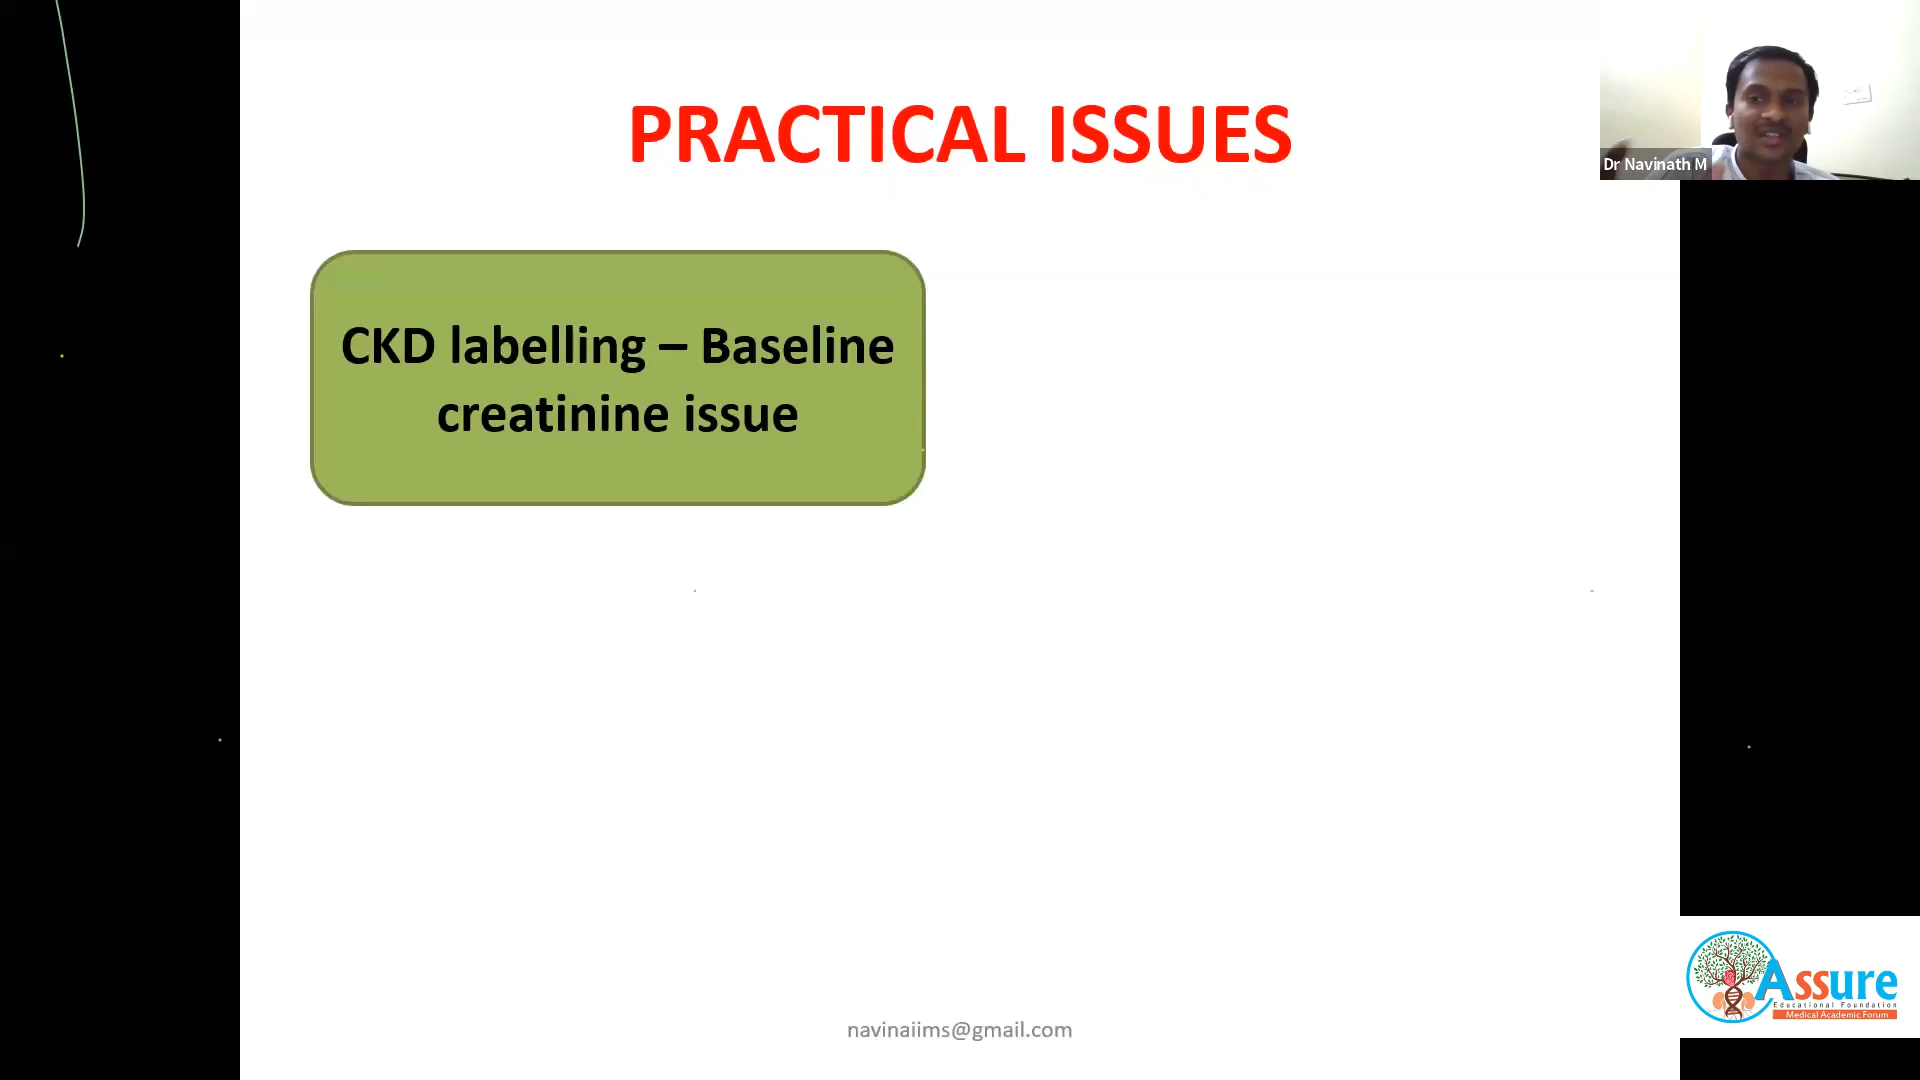 PRACTICAL ISSUES
Dr Navinath M
CKD labelling – Baseline
creatinine issue
Assure
Educational Foundation
Medical Academic Forum
navinaiims@gmail.com